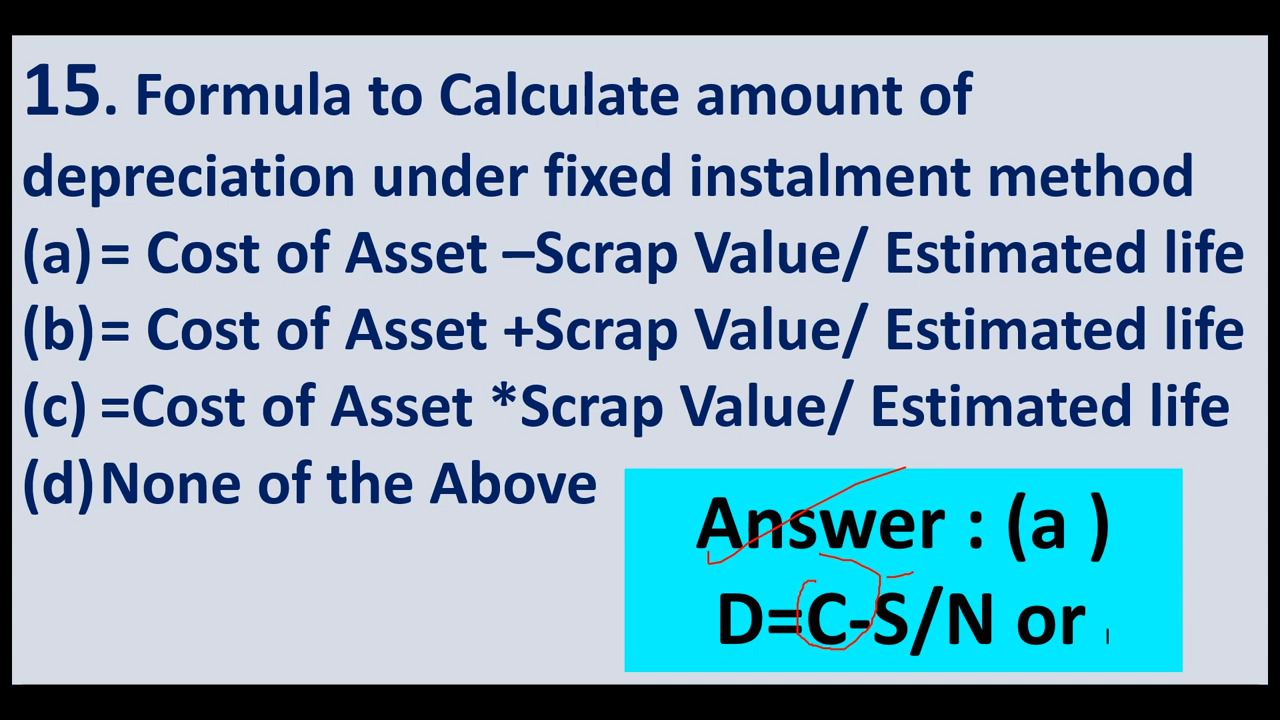 15. Formula to Calculate amount of
depreciation under fixed instalment method
(a) = Cost of Asset –Scrap Value/ Estimated life
(b) = Cost of Asset +Scrap Value/ Estimated life
(c) =Cost of Asset *Scrap Value/ Estimated life
(d) None of the Above
Answer : (a )
D=C-S/N or